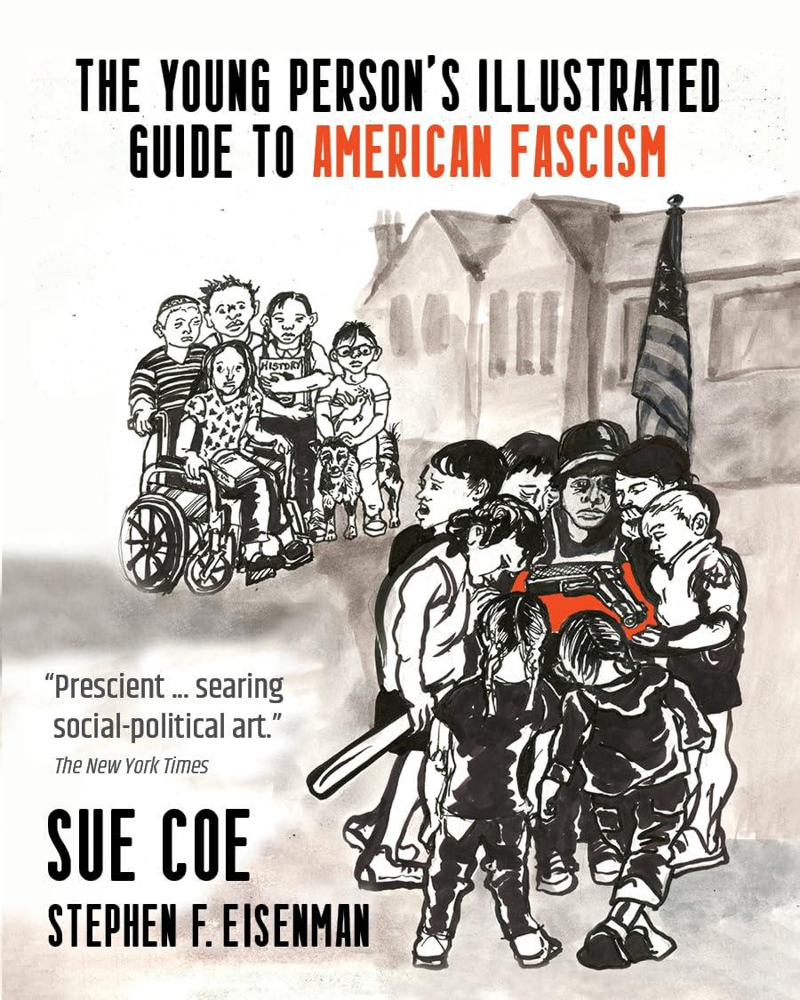 THE YOUNG PERSON'S ILLUSTRATED
GUIDE TO AMERICAN FASCISM
HISTORY
“Prescient ... searing
social-political art.”
The New York Times
SUE COE
STEPHEN F. EISENMAN